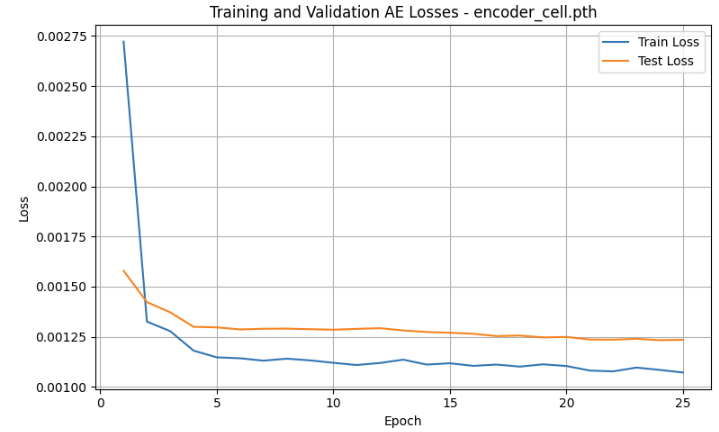 Training and Validation AE Losses - encoder_cell.pth
Train Loss
Test Loss
0.00275
0.00250
0.00225
0.00200
0.00175
0.00150
0.00125
0.00100
Loss
0 5 10 15 20 25
Epoch